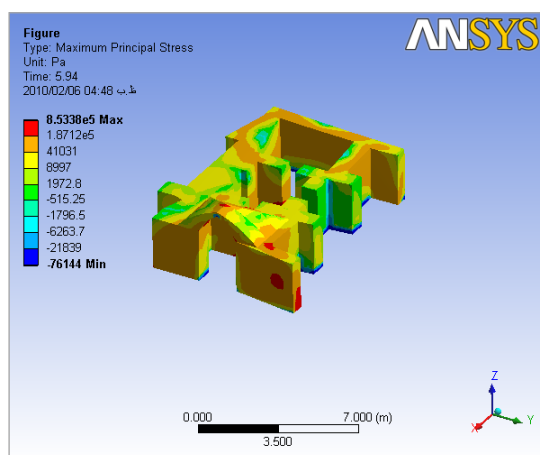 Figure
Type: Maximum Principal Stress
Unit: Pa
Time: 5.94
2010/02/06 04:48 ب.ظ
ANSYS
8.5338e5 Max
1.8712e5
41031
8997
1972.8
-515.25
-1796.5
-6263.7
-21839
-76144 Min
0.000
7.000 (m)
3.500
Z
Y
X